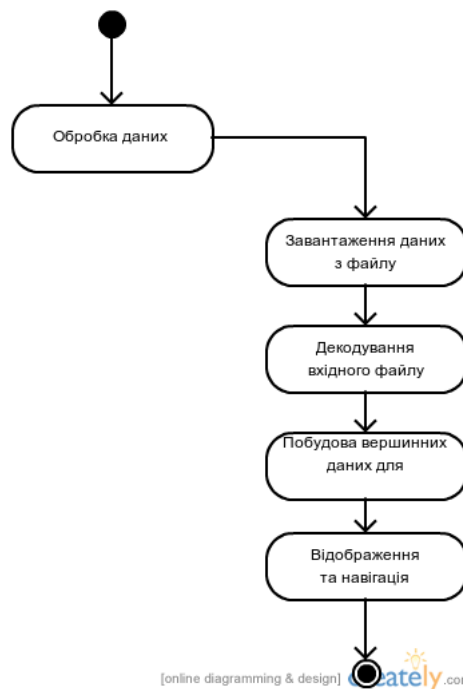 Обробка даних
Завантаження даних
з файлу
Декодування
вхідного файлу
Побудова вершинних
даних для
Відображення
та навігація
[online diagramming & design] creately.com